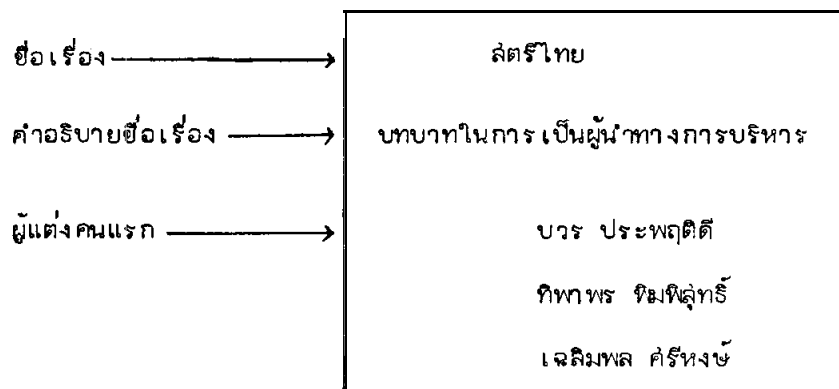 ชื่อเรื่อง สตรีไทย
คำอธิบายชื่อเรื่อง บทบาทในการเป็นผู้นำทางการบริหาร
ผู้แต่งคนแรก บวร ประพฤติดี
ทิพาพร พิมพิสุทธิ์
เฉลิมพล ศรีหงษ์